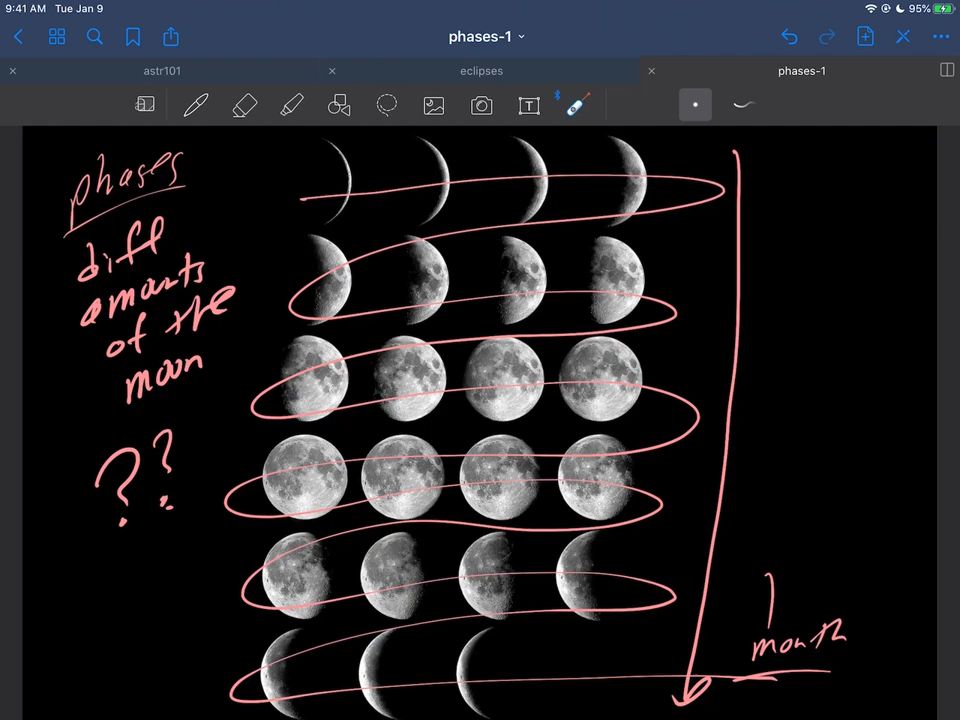 9:41 AM Tue Jan 9
95%
phases-1
astr101
eclipses
phases-1
T
phases
diff
amants
of the
moon
??
1
month